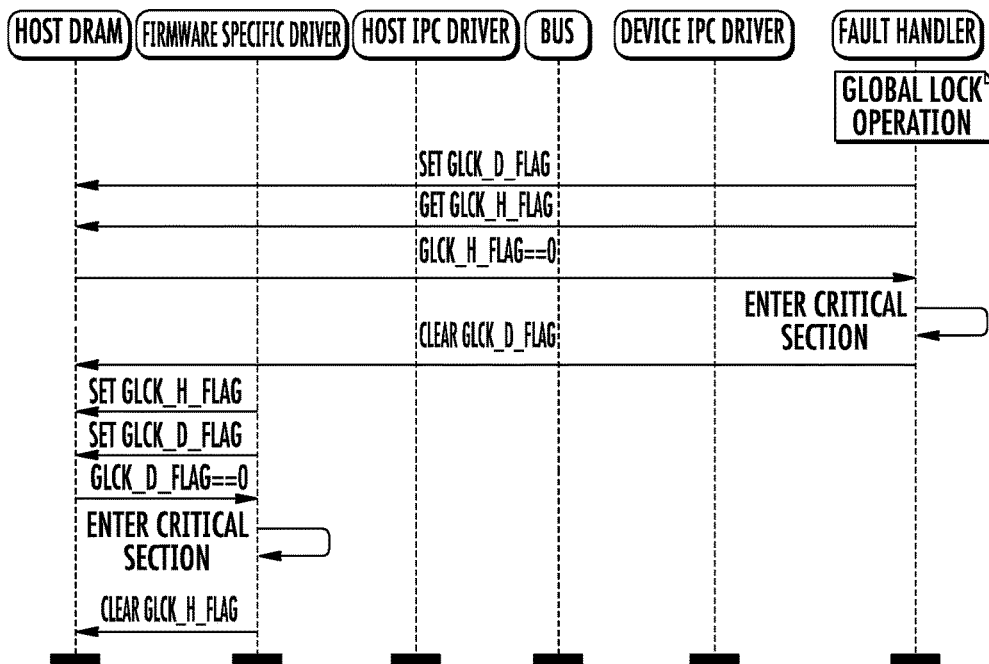 HOST DRAM
FIRMWARE SPECIFIC DRIVER
HOST IPC DRIVER
BUS
DEVICE IPC DRIVER
FAULT HANDLER
GLOBAL LOCK
OPERATION
SET GLCK_D_FLAG
GET GLCK_H_FLAG
GLCK_H_FLAG==0
ENTER CRITICAL
SECTION
CLEAR GLCK_D_FLAG
SET GLCK_H_FLAG
SET GLCK_D_FLAG
GLCK_D_FLAG==0
ENTER CRITICAL
SECTION
CLEAR GLCK_H_FLAG